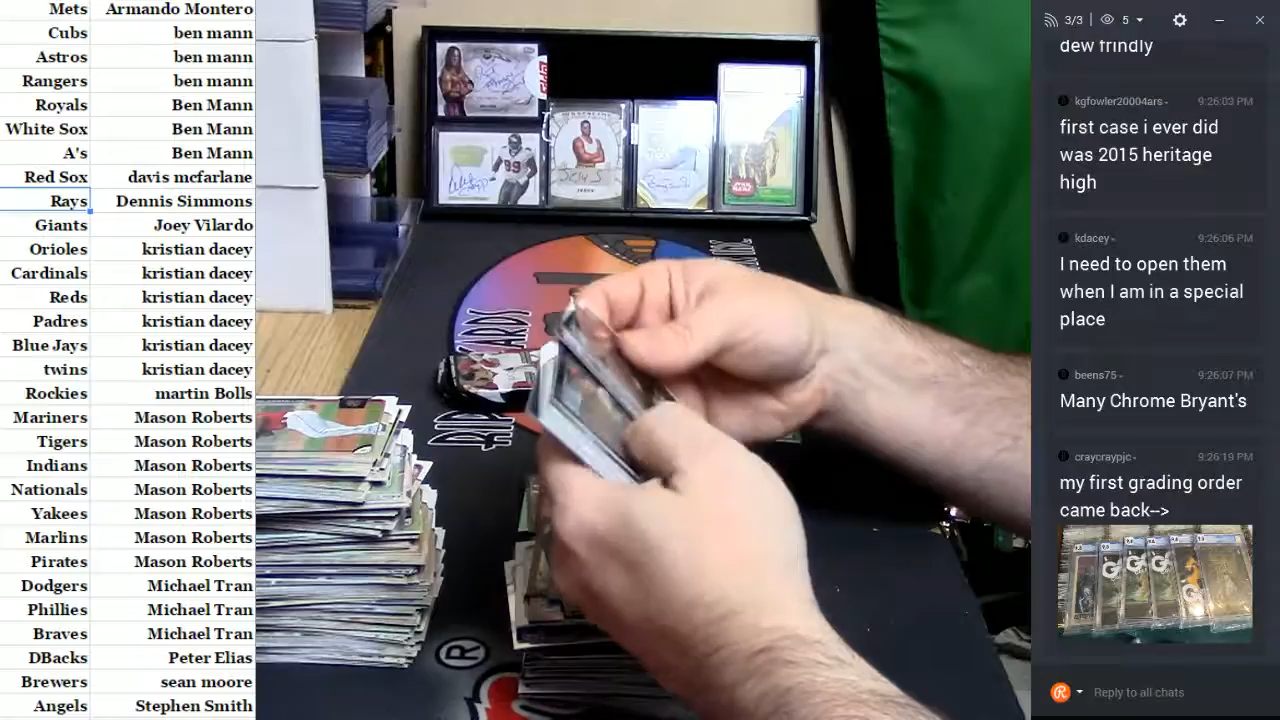 Mets Armando Montero
Cubs ben mann
Astros ben mann
Rangers ben mann
Royals Ben Mann
White Sox Ben Mann
A's Ben Mann
Red Sox davis mcfarlane
Rays Dennis Simmons
Giants Joey Vilardo
Orioles kristian dacey
Cardinals kristian dacey
Reds kristian dacey
Padres kristian dacey
Blue Jays kristian dacey
twins kristian dacey
Rockies martin Bolls
Mariners Mason Roberts
Tigers Mason Roberts
Indians Mason Roberts
Nationals Mason Roberts
Yakees Mason Roberts
Marlins Mason Roberts
Pirates Mason Roberts
Dodgers Michael Tran
Phillies Michael Tran
Braves Michael Tran
DBacks Peter Elias
Brewers sean moore
Angels Stephen Smith
99
STAR WARS
CARDS
RIP
®
3/3 5
dew frindly
kgfowler20004ars- 9:26:03 PM
first case i ever did
was 2015 heritage
high
kdacey- 9:26:06 PM
I need to open them
when I am in a special
place
beens75- 9:26:07 PM
Many Chrome Bryant's
craycraypjc- 9:26:19 PM
my first grading order
came back-->
Reply to all chats